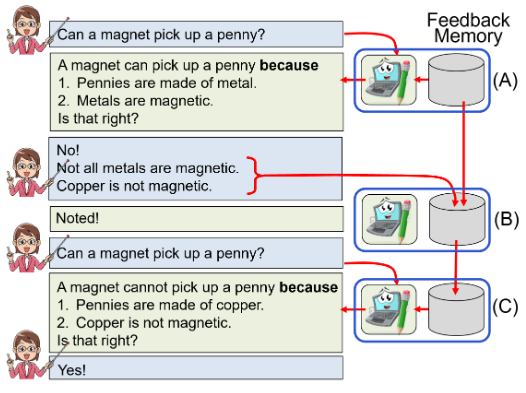 Feedback
Memory
Can a magnet pick up a penny?
A magnet can pick up a penny because
1. Pennies are made of metal.
2. Metals are magnetic.
Is that right?
(A)
No!
Not all metals are magnetic.
Copper is not magnetic.
(B)
Noted!
Can a magnet pick up a penny?
A magnet cannot pick up a penny because
1. Pennies are made of copper.
2. Copper is not magnetic.
Is that right?
(C)
Yes!